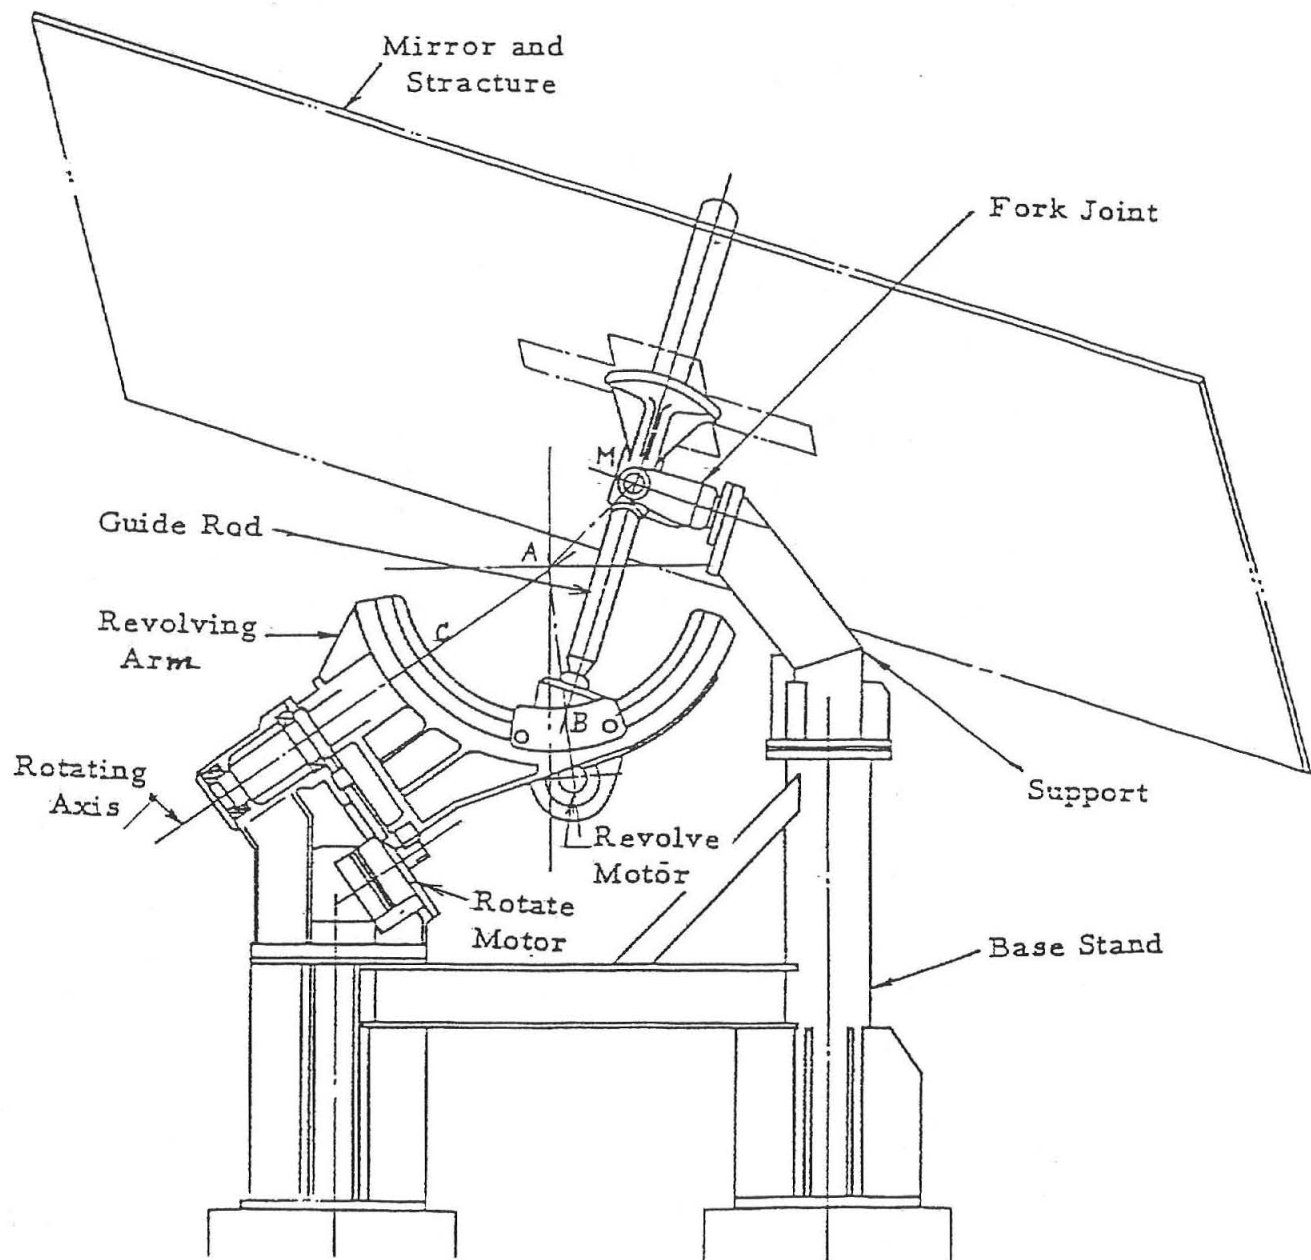 Mirror and
Stracture
Fork Joint
M
Guide Rod
A
Revolving
Arm
C
B
Rotating
Axis
Support
Revolve
Motor
Rotate
Motor
Base Stand